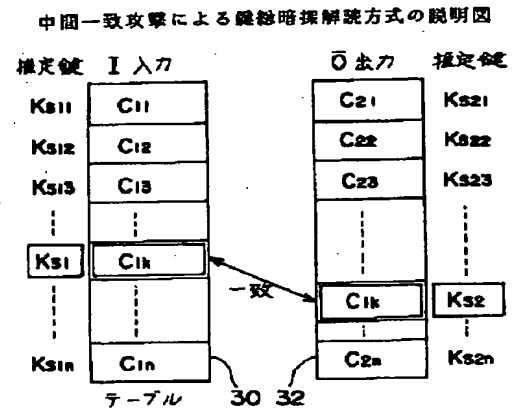 中間一致攻撃による鍵総暗探解読方式の説明図
推定鍵 I 入力
Ō 出力 推定鍵
Ks11 C11 C21 Ks21
Ks12 C12 C22 Ks22
Ks13 C13 C23 Ks23
Ks1 C1k
一致
C1k Ks2
Ks1n C1n C2n Ks2n
テーブル 30 32